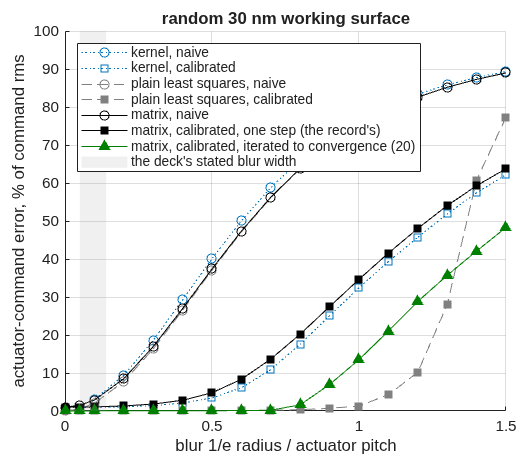 random 30 nm working surface
actuator-command error, % of command rms
100
90
80
70
60
50
40
30
20
10
0
kernel, naive
kernel, calibrated
plain least squares, naive
plain least squares, calibrated
matrix, naive
matrix, calibrated, one step (the record's)
matrix, calibrated, iterated to convergence (20)
the deck's stated blur width
0
0.5
1
1.5
blur 1/e radius / actuator pitch